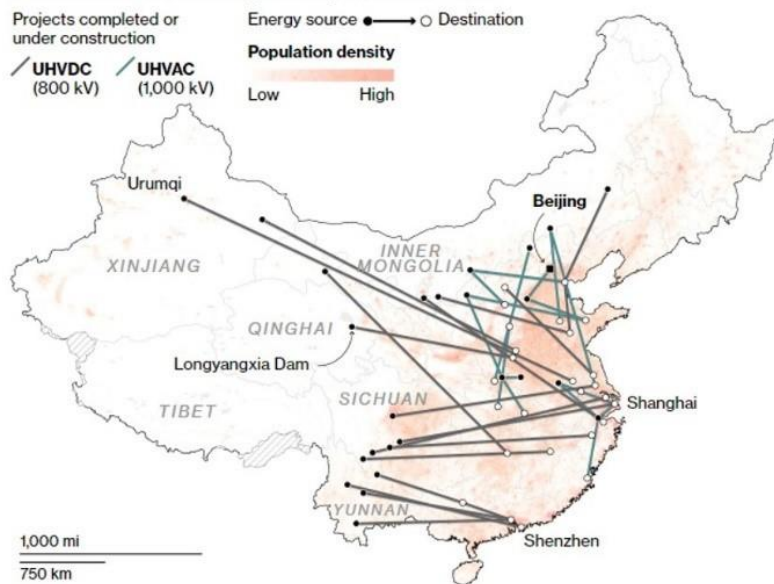 Projects completed or
under construction
UHVDC
(800 kV)
UHVAC
(1,000 kV)
Energy source
Destination
Population density
Low
High
Urumqi
Beijing
XINJIANG
INNER
MONGOLIA
QINGHAI
Longyangxia Dam
SICHUAN
Shanghai
TIBET
YUNNAN
Shenzhen
1,000 mi
750 km